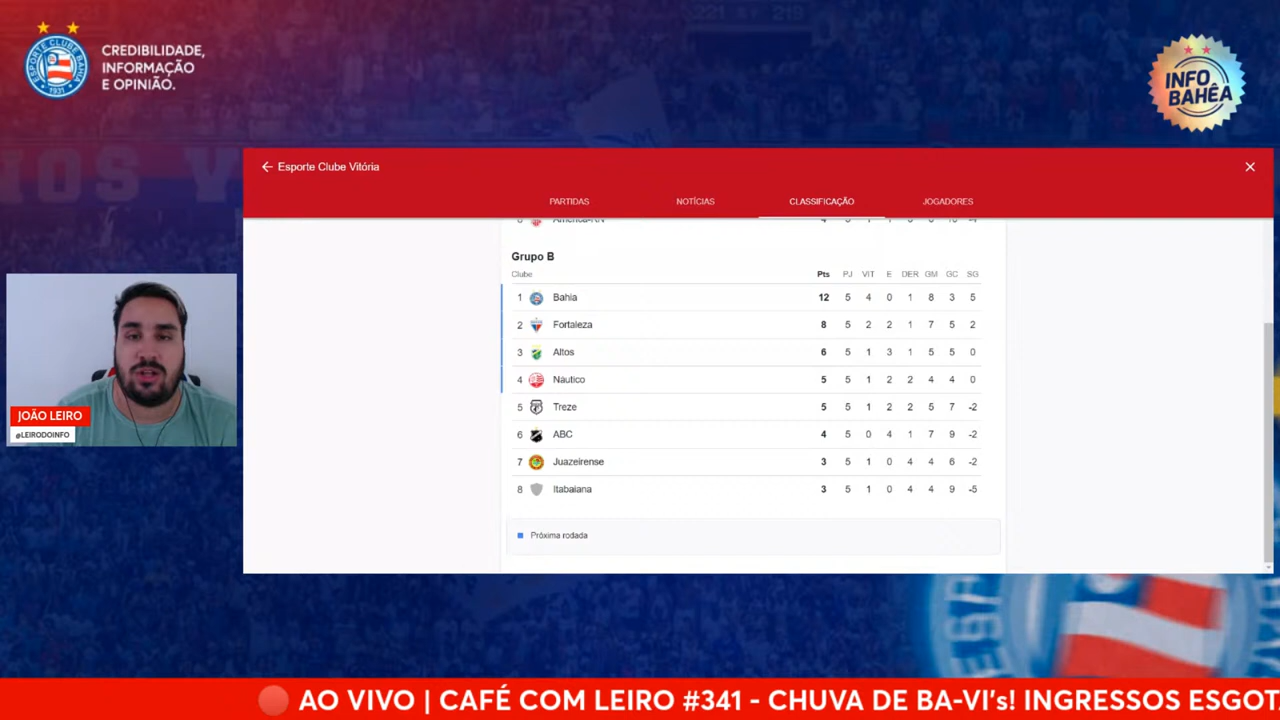 ESPORTE CLUBE BAHIA
1931
CREDIBILIDADE,
INFORMAÇÃO
E OPINIÃO.
INFO
BAHÊA
Esporte Clube Vitória
PARTIDAS NOTÍCIAS CLASSIFICAÇÃO JOGADORES
América-RN
Grupo B
Clube Pts PJ VIT E DER GM GC SG
1 Bahia 12 5 4 0 1 8 3 5
2 Fortaleza 8 5 2 2 1 7 5 2
3 Altos 6 5 1 3 1 5 5 0
4 Náutico 5 5 1 2 2 4 4 0
5 Treze 5 5 1 2 2 5 7 -2
6 ABC 4 5 0 4 1 7 9 -2
7 Juazeirense 3 5 1 0 4 4 6 -2
8 Itabaiana 3 5 1 0 4 4 9 -5
Próxima rodada
JOÃO LEIRO
@LEIRODOINFO
AO VIVO | CAFÉ COM LEIRO #341 - CHUVA DE BA-VI's! INGRESSOS ESGOT